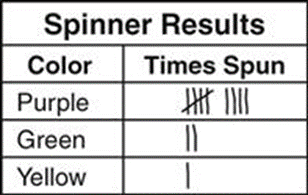 Spinner Results
Color Times Spun
Purple
Green
Yellow